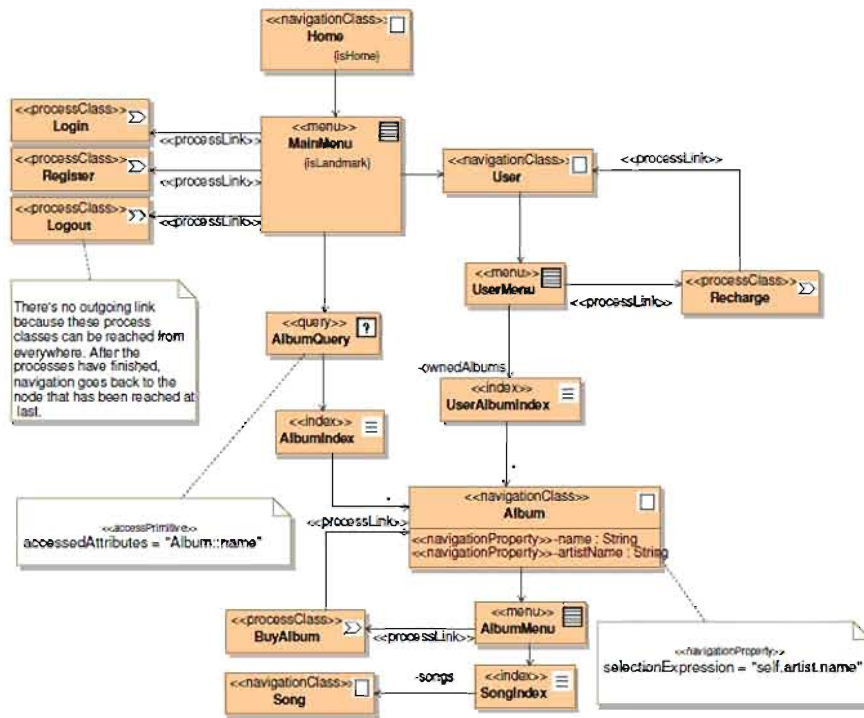 <<navigationClass>>
Home
{isHome}
<<processClass>>
Login
<<processLink>>
<<processClass>>
Register
<<processLink>>
<<processClass>>
Logout
<<processLink>>
<<menu>>
MainMenu
{isLandmark}
<<navigationClass>>
User
<<processLink>>
<<menu>>
UserMenu
<<processLink>>
<<processClass>>
Recharge
There's no outgoing link
because these process
classes can be reached from
everywhere. After the
processes have finished,
navigation goes back to the
node that has been reached at
last.
<<query>>
AlbumQuery
?
-ownedAlbums
<<index>>
AlbumIndex
<<index>>
UserAlbumIndex
*
*
<<accessPrimitive>>
accessedAttributes = "Album::name"
<<processLink>>
<<navigationClass>>
Album
<<navigationProperty>>-name : String
<<navigationProperty>>-artistName : String
<<processClass>>
BuyAlbum
<<processLink>>
<<menu>>
AlbumMenu
<<navigationProperty>>
selectionExpression = "self.artist.name"
<<navigationClass>>
Song
-songs
<<index>>
SongIndex